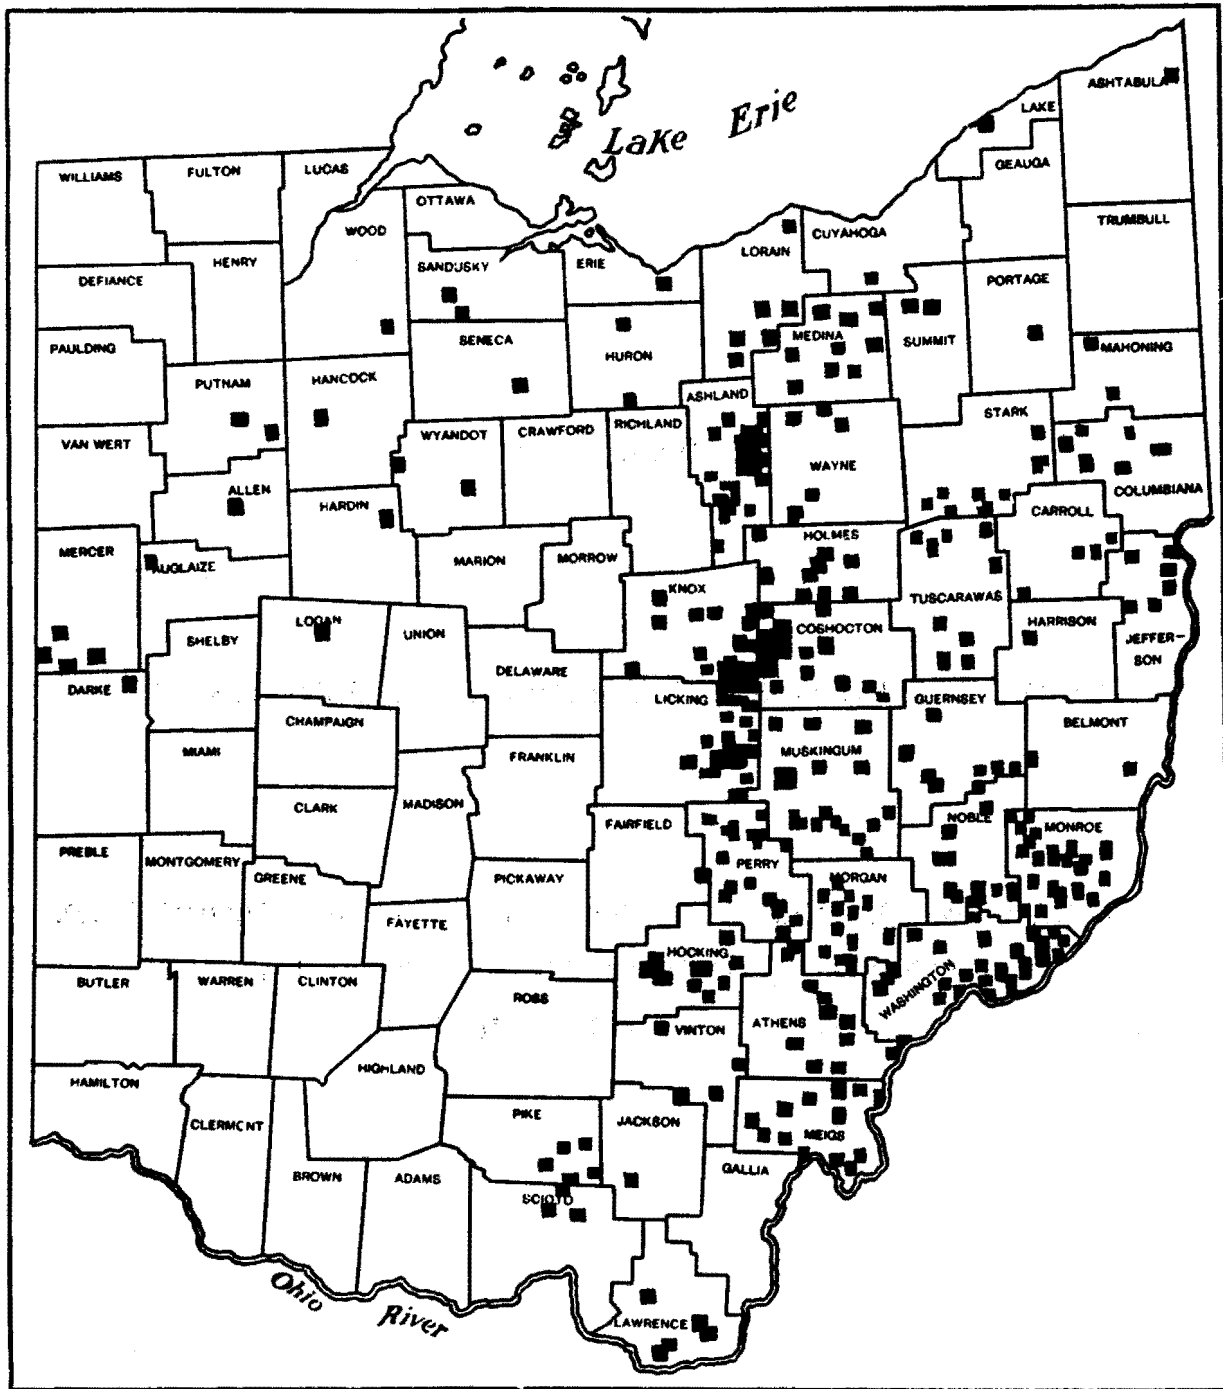 Lake Erie
ASHTABULA
LAKE
GEAUGA
WILLIAMS
FULTON
LUCAS
OTTAWA
WOOD
TRUMBULL
LORAIN
CUYAHOGA
HENRY
SANDUSKY
ERIE
DEFIANCE
PORTAGE
PAULDING
SENECA
HURON
MEDINA
SUMMIT
MAHONING
PUTNAM
HANCOCK
ASHLAND
STARK
VAN WERT
WYANDOT
CRAWFORD
RICHLAND
WAYNE
ALLEN
HARDIN
COLUMBIANA
CARROLL
MERCER
AUGLAIZE
MARION
MORROW
HOLMES
KNOX
TUSCARAWAS
LOGAN
UNION
SHELBY
COSHOCTON
HARRISON
JEFFER-
SON
DELAWARE
DARKE
LICKING
GUERNSEY
CHAMPAIGN
BELMONT
MIAMI
FRANKLIN
MUSKINGUM
CLARK
MADISON
FAIRFIELD
NOBLE
MONROE
PREBLE
MONTGOMERY
GREENE
PICKAWAY
PERRY
MORGAN
FAYETTE
HOCKING
BUTLER
WARREN
CLINTON
ROSS
WASHINGTON
VINTON
ATHENS
HIGHLAND
HAMILTON
CLERMONT
PIKE
JACKSON
MEIGS
BROWN
ADAMS
SCIOTO
GALLIA
Ohio River
LAWRENCE